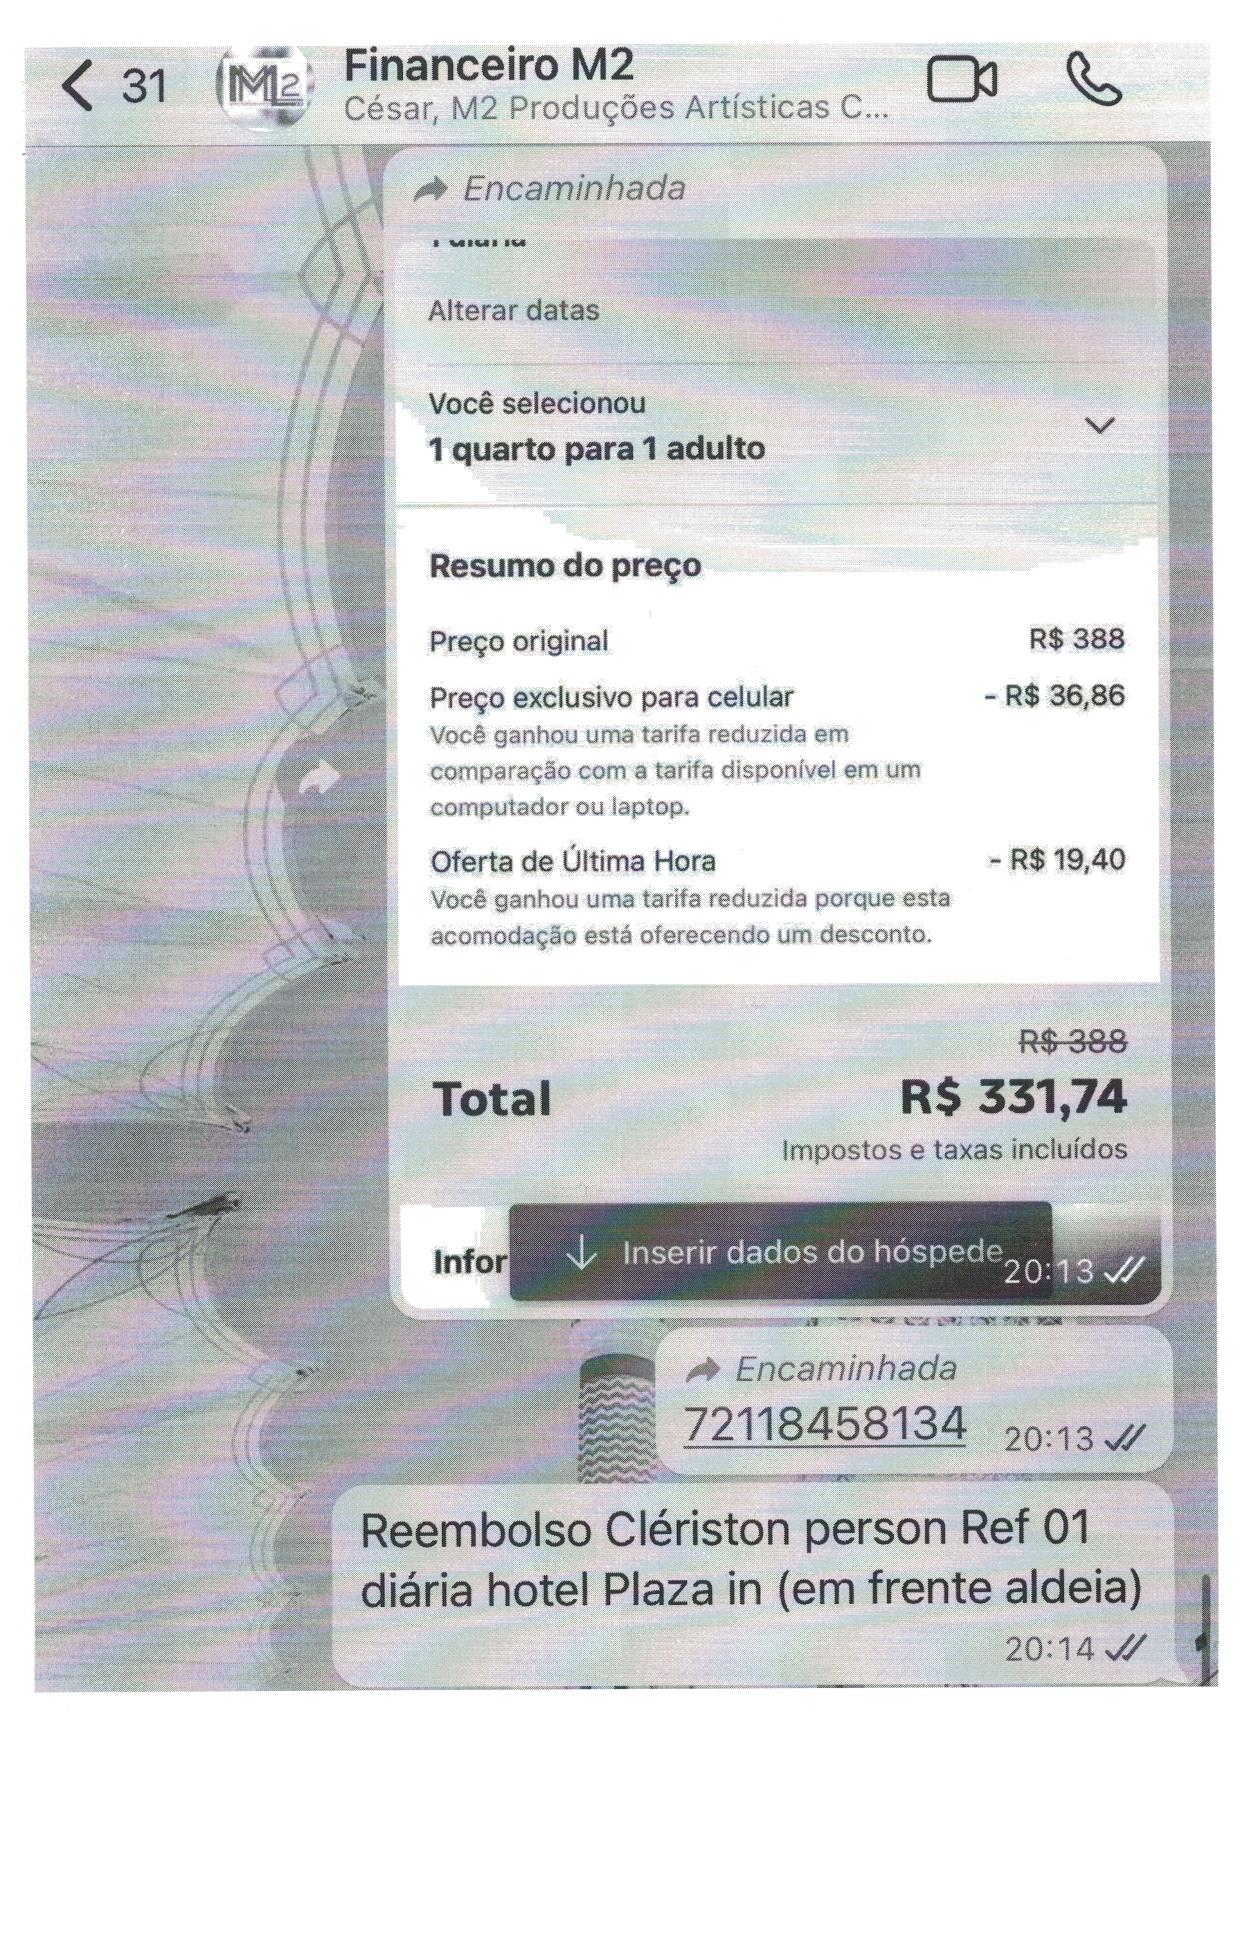 31
M2
Financeiro M2
César, M2 Produções Artísticas C...
Encaminhada
1 diária
Alterar datas
Você selecionou
1 quarto para 1 adulto
Resumo do preço
Preço original R$ 388
Preço exclusivo para celular - R$ 36,86
Você ganhou uma tarifa reduzida em
comparação com a tarifa disponível em um
computador ou laptop.
Oferta de Última Hora - R$ 19,40
Você ganhou uma tarifa reduzida porque esta
acomodação está oferecendo um desconto.
R$ 388
Total R$ 331,74
Impostos e taxas incluídos
Infor
Inserir dados do hóspede
20:13
Encaminhada
72118458134 20:13
Reembolso Clériston person Ref 01
diária hotel Plaza in (em frente aldeia)
20:14